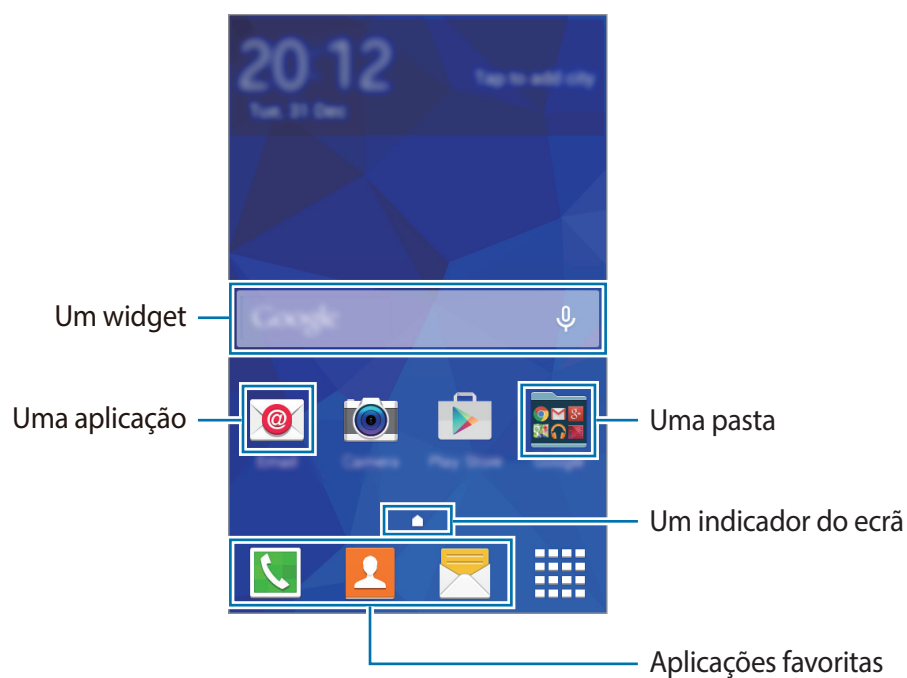 20 12
Tap to add city
Tue, 31 Dec
Um widget
Google
Uma aplicação
Uma pasta
Email
Camera
Play Store
Google
Um indicador do ecrã
Aplicações favoritas